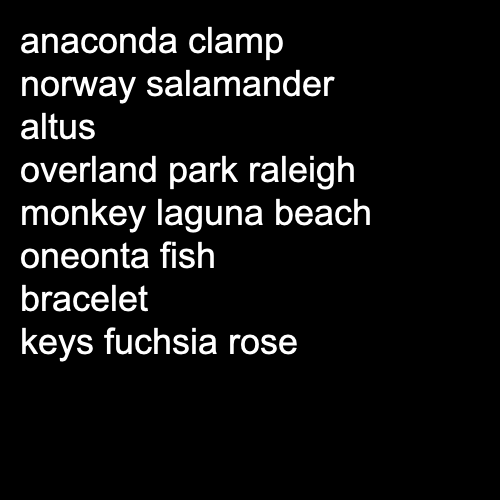 anaconda clamp
norway salamander
altus
overland park raleigh
monkey laguna beach
oneonta fish
bracelet
keys fuchsia rose